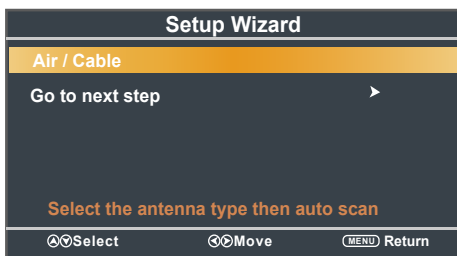 Setup Wizard
Air / Cable
Go to next step
Select the antenna type then auto scan
Select Move MENU Return